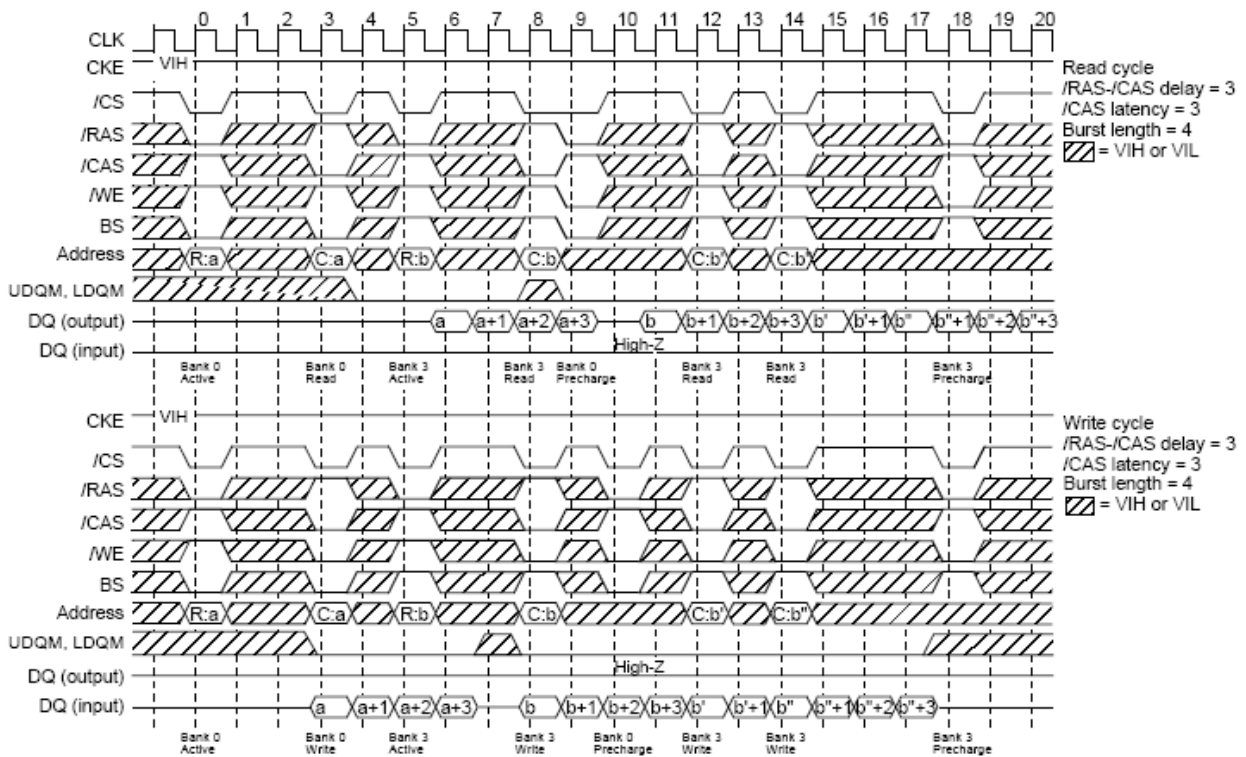 0 1 2 3 4 5 6 7 8 9 10 11 12 13 14 15 16 17 18 19 20
CLK
CKE VIH
/CS
/RAS
/CAS
/WE
BS
Address R:a C:a R:b C:b C:b' C:b"
UDQM, LDQM
DQ (output) a a+1 a+2 a+3 b b+1 b+2 b+3 b' b'+1 b" b"+1 b"+2 b"+3
DQ (input) High-Z
Bank 0 Active
Bank 0 Read
Bank 3 Active
Bank 3 Read
Bank 0 Precharge
Bank 3 Read
Bank 3 Read
Bank 3 Precharge
Read cycle
/RAS-/CAS delay = 3
/CAS latency = 3
Burst length = 4
= VIH or VIL
CKE VIH
/CS
/RAS
/CAS
/WE
BS
Address R:a C:a R:b C:b C:b' C:b"
UDQM, LDQM
DQ (output) High-Z
DQ (input) a a+1 a+2 a+3 b b+1 b+2 b+3 b' b'+1 b" b"+1 b"+2 b"+3
Bank 0 Active
Bank 0 Write
Bank 3 Active
Bank 3 Write
Bank 0 Precharge
Bank 3 Write
Bank 3 Write
Bank 3 Precharge
Write cycle
/RAS-/CAS delay = 3
/CAS latency = 3
Burst length = 4
= VIH or VIL